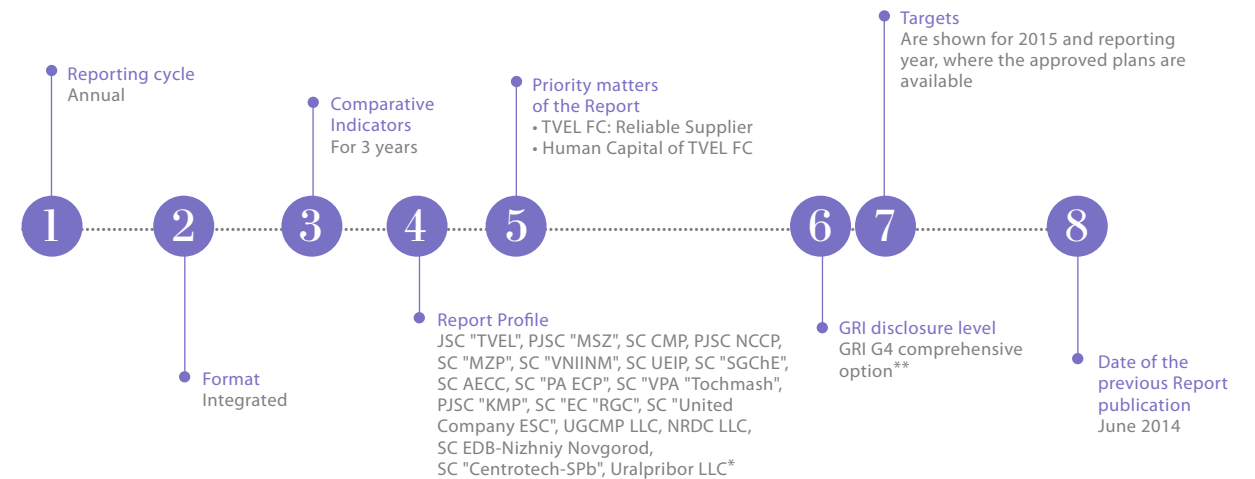 1
Reporting cycle
Annual
2
Format
Integrated
3
Comparative
Indicators
For 3 years
4
Report Profile
JSC "TVEL", PJSC "MSZ", SC CMP, PJSC NCCP,
SC "MZP", SC "VNIINM", SC UEIP, SC "SGChE",
SC AECC, SC "PA ECP", SC "VPA "Tochmash",
PJSC "KMP", SC "EC "RGC", SC "United
Company ESC", UGCMP LLC, NRDC LLC,
SC EDB-Nizhniy Novgorod,
SC "Centrotech-SPb", Uralpribor LLC*
5
Priority matters
of the Report
• TVEL FC: Reliable Supplier
• Human Capital of TVEL FC
6
GRI disclosure level
GRI G4 comprehensive
option**
7
Targets
Are shown for 2015 and reporting
year, where the approved plans are
available
8
Date of the
previous Report
publication
June 2014